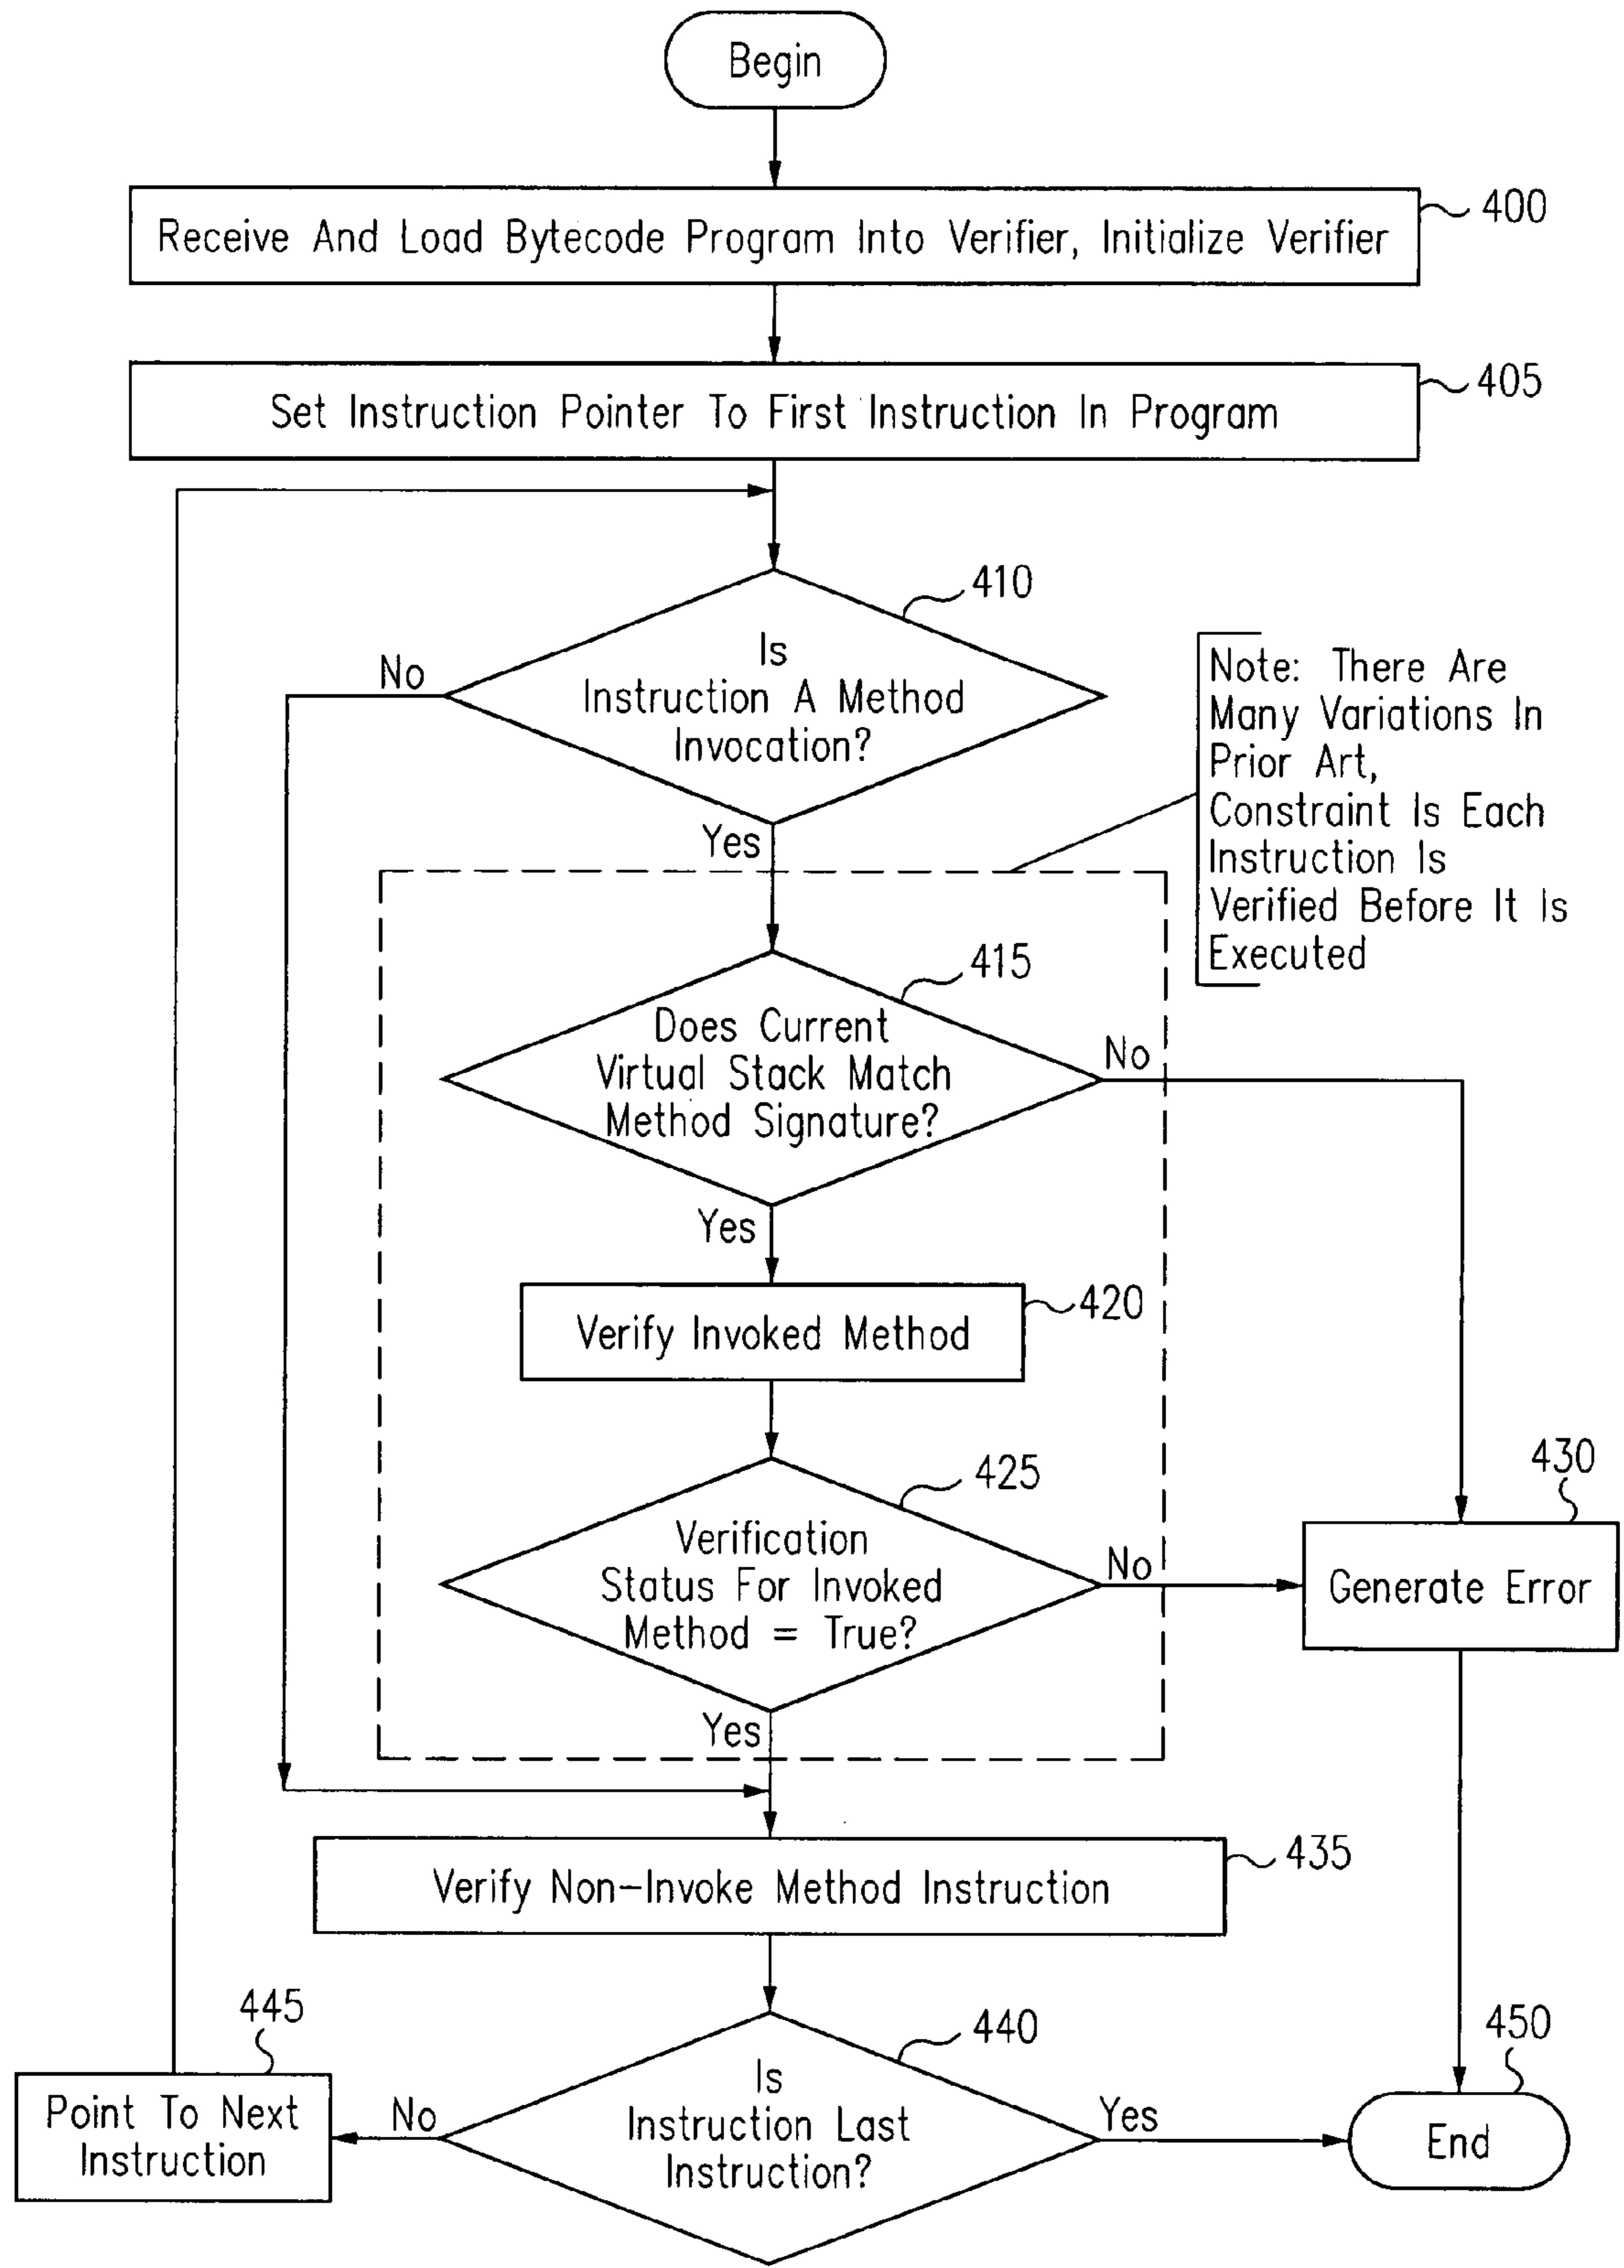 Begin
Receive And Load Bytecode Program Into Verifier, Initialize Verifier
400
Set Instruction Pointer To First Instruction In Program
405
410
Is
Instruction A Method
Invocation?
No
Yes
Note: There Are
Many Variations In
Prior Art,
Constraint Is Each
Instruction Is
Verified Before It Is
Executed
415
Does Current
Virtual Stack Match
Method Signature?
No
Yes
Verify Invoked Method
420
425
Verification
Status For Invoked
Method = True?
No
Yes
430
Generate Error
Verify Non-Invoke Method Instruction
435
440
Is
Instruction Last
Instruction?
No
Yes
445
Point To Next
Instruction
450
End